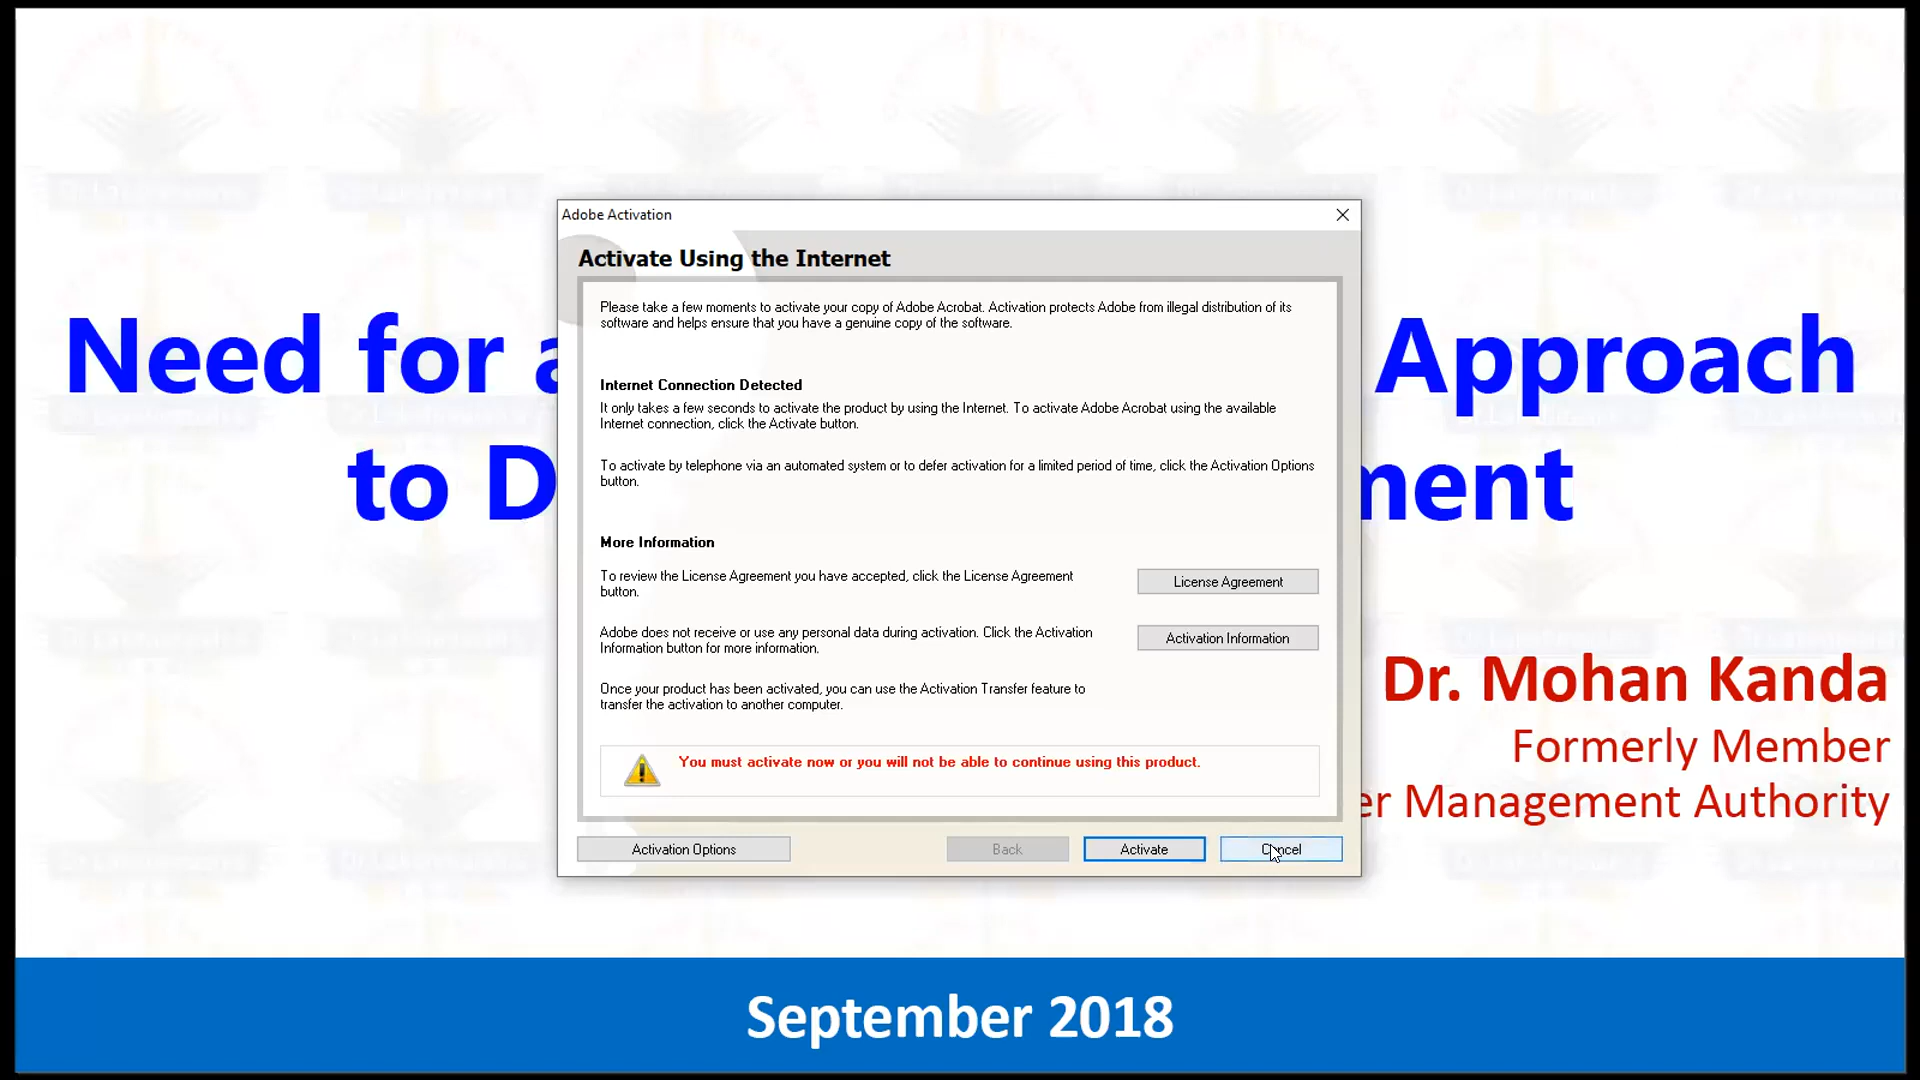 Adobe Activation
Activate Using the Internet
Please take a few moments to activate your copy of Adobe Acrobat. Activation protects Adobe from illegal distribution of its
software and helps ensure that you have a genuine copy of the software.
Internet Connection Detected
It only takes a few seconds to activate the product by using the Internet. To activate Adobe Acrobat using the available
Internet connection, click the Activate button.
To activate by telephone via an automated system or to defer activation for a limited period of time, click the Activation Options
button.
More Information
To review the License Agreement you have accepted, click the License Agreement
button.
License Agreement
Adobe does not receive or use any personal data during activation. Click the Activation
Information button for more information.
Activation Information
Once your product has been activated, you can use the Activation Transfer feature to
transfer the activation to another computer.
You must activate now or you will not be able to continue using this product.
Activation Options
Back
Activate
Cancel
Need for a Approach
to D ment
Dr. Mohan Kanda
Formerly Member
er Management Authority
September 2018